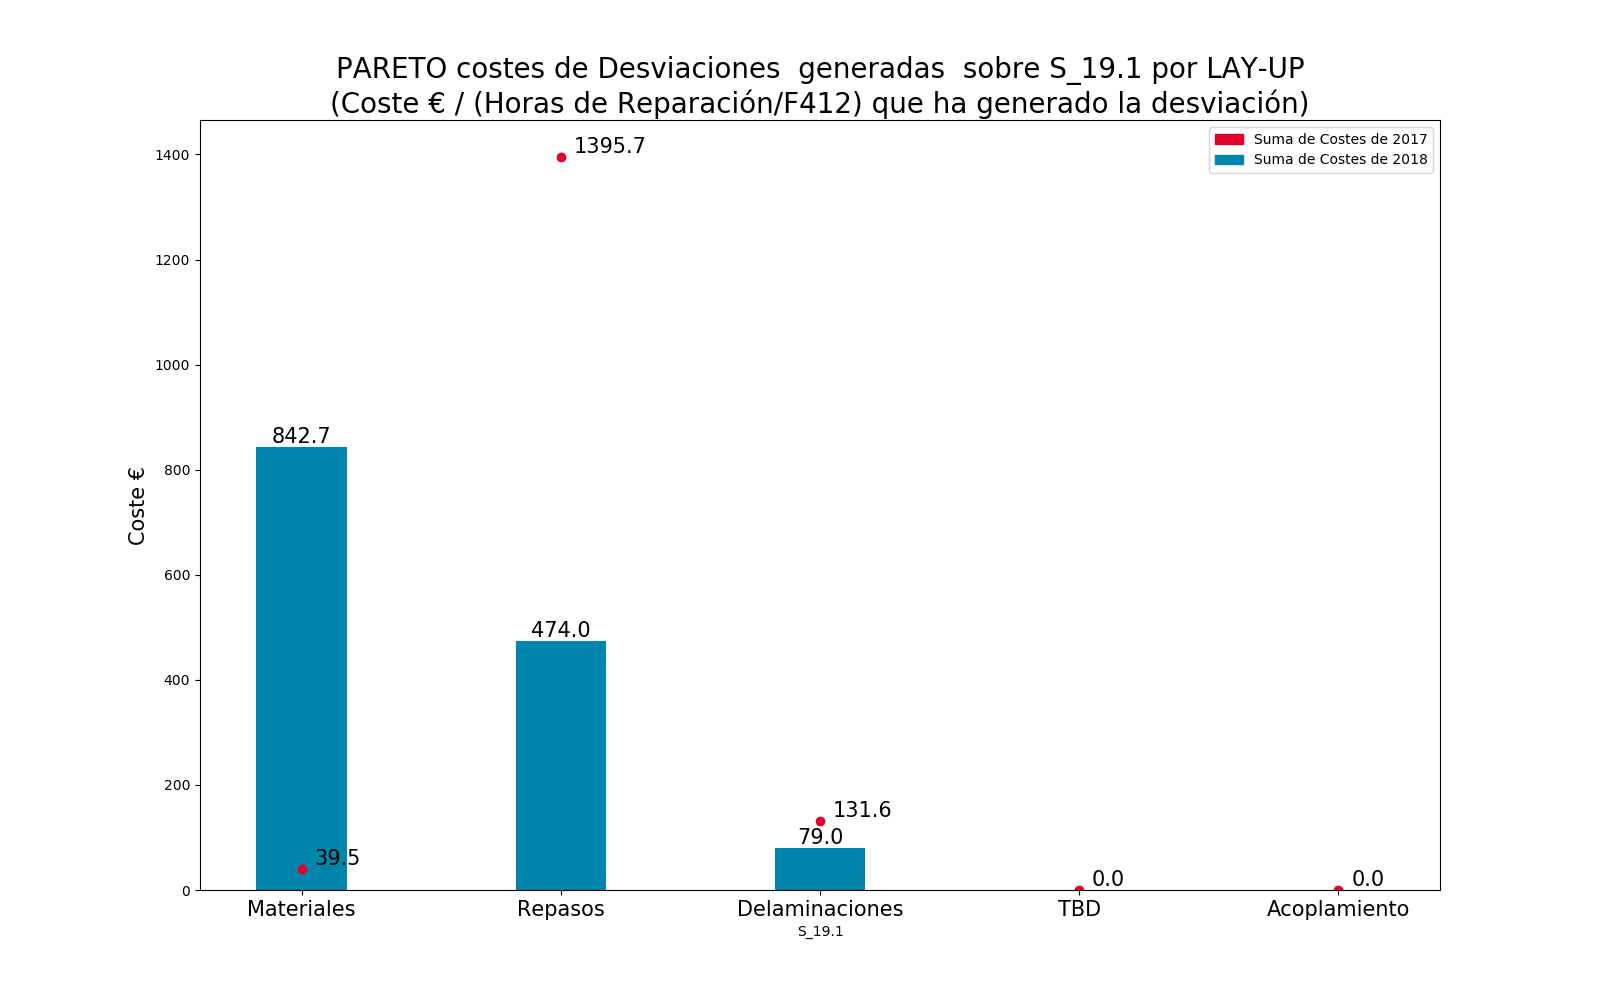 PARETO costes de Desviaciones  generadas  sobre S_19.1 por LAY-UP
(Coste € / (Horas de Reparación/F412) que ha generado la desviación)
Suma de Costes de 2017
Suma de Costes de 2018
Coste €
1400
1200
1000
800
600
400
200
0
1395.7
842.7
474.0
131.6
79.0
39.5
0.0
0.0
Materiales
Repasos
Delaminaciones
TBD
Acoplamiento
S_19.1